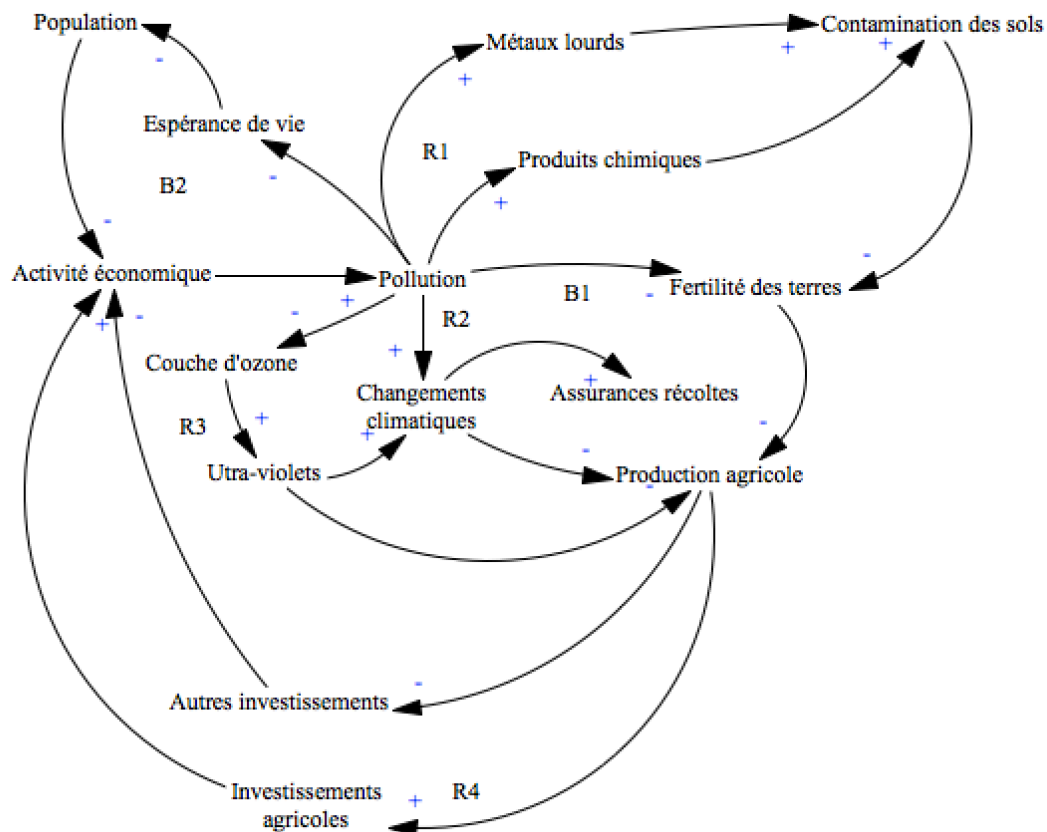 Population
Contamination des sols
-
Métaux lourds
+
+
+
Espérance de vie
R1
Produits chimiques
B2
-
+
-
-
Activité économique
Pollution
B1
Fertilité des terres
+
-
+
-
-
R2
Couche d'ozone
+
Changements
climatiques
+
Assurances récoltes
R3
+
+
-
-
Utra-violets
Production agricole
-
Autres investissements
-
Investissements
agricoles
+
R4